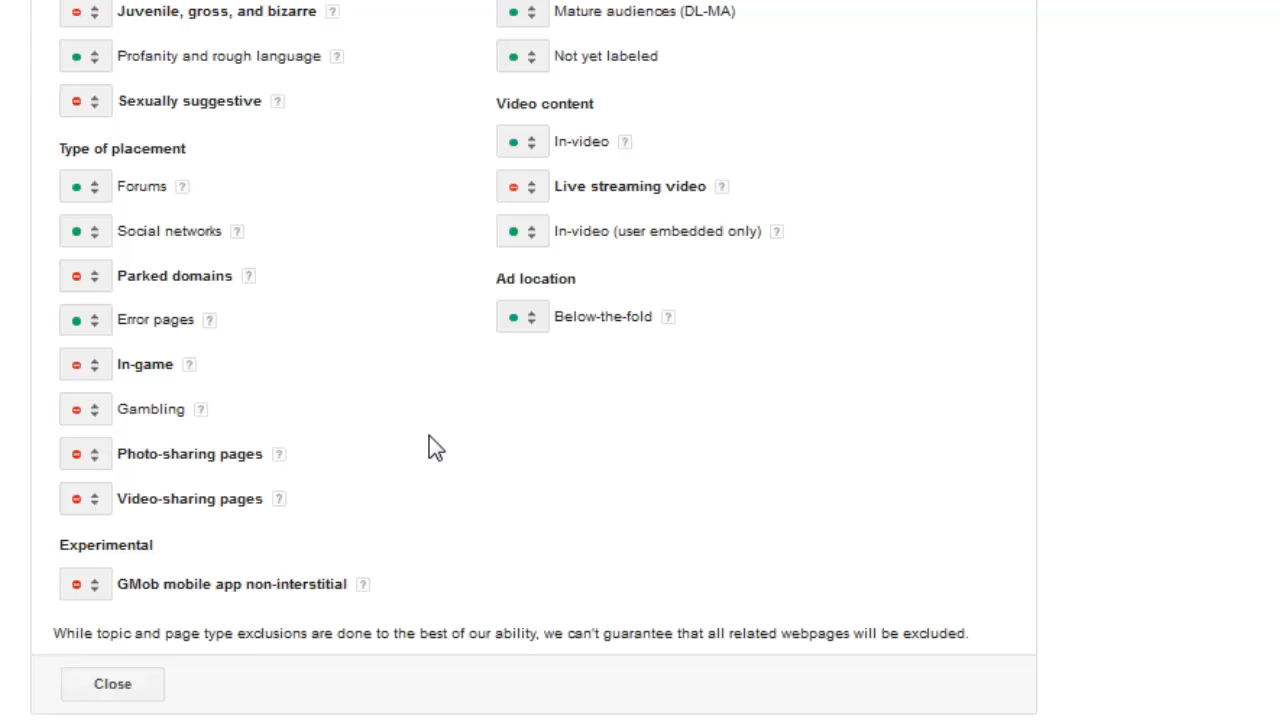 Juvenile, gross, and bizarre ?
Profanity and rough language ?
Sexually suggestive ?
Type of placement
Forums ?
Social networks ?
Parked domains ?
Error pages ?
In-game ?
Gambling ?
Photo-sharing pages ?
Video-sharing pages ?
Experimental
GMob mobile app non-interstitial ?
Mature audiences (DL-MA)
Not yet labeled
Video content
In-video ?
Live streaming video ?
In-video (user embedded only) ?
Ad location
Below-the-fold ?
While topic and page type exclusions are done to the best of our ability, we can't guarantee that all related webpages will be excluded.
Close